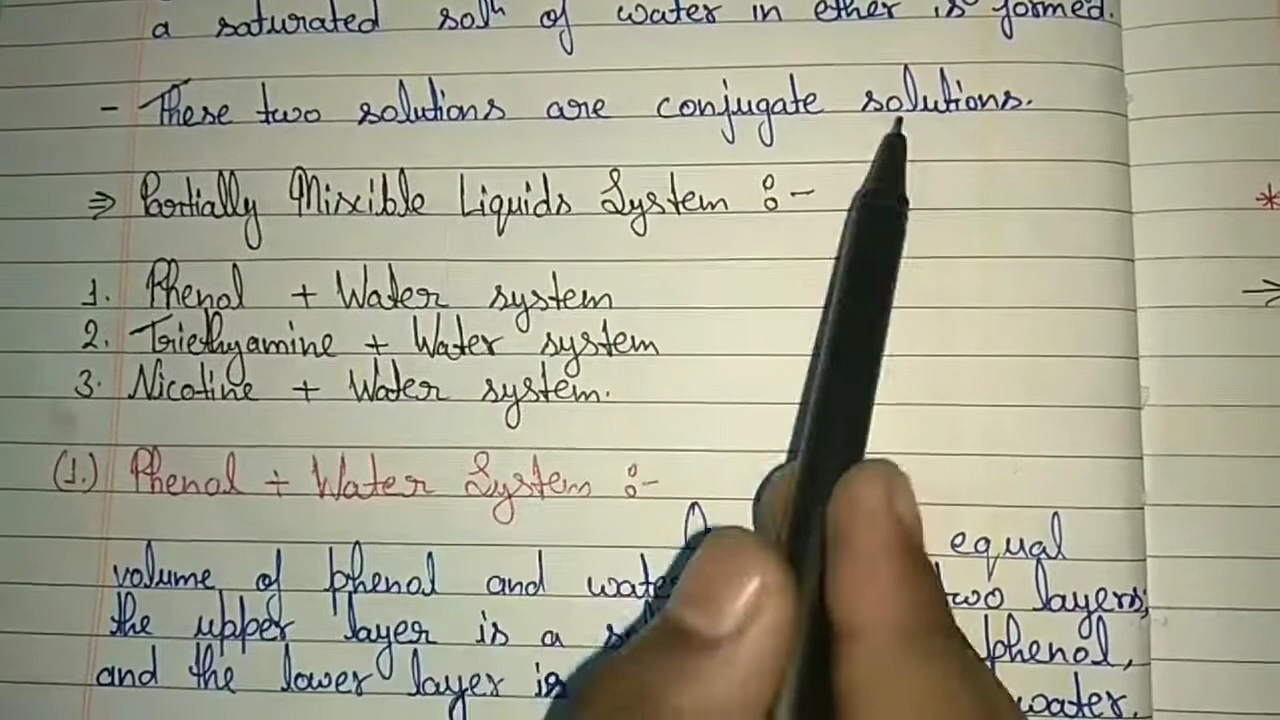 a saturated solⁿ of water in ether is formed.
- These two solutions are conjugate solutions.
⇒ Partially Mixcible Liquids System :-
1. Phenol + Water system
2. Triethyamine + Water system
3. Nicotine + Water system.
(1.) Phenol + Water System :-
equal
volume of phenol and water two layers,
the upper layer is a phenol,
and the lower layer is water.